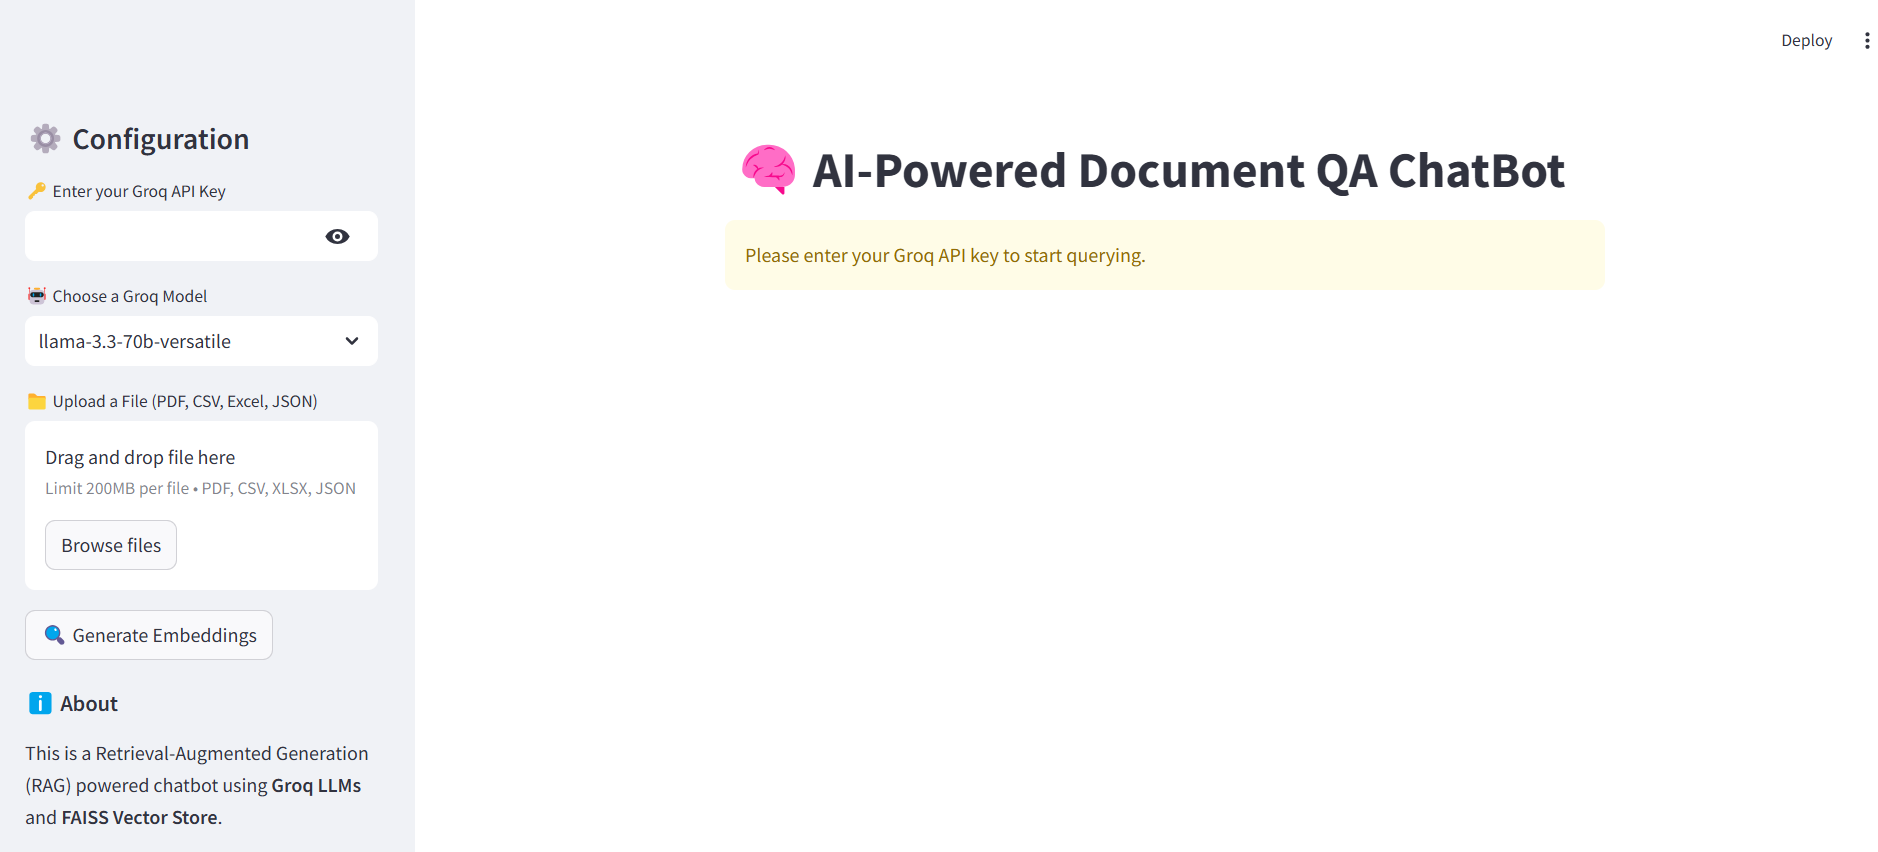 Deploy
Configuration
Enter your Groq API Key
Choose a Groq Model
llama-3.3-70b-versatile
Upload a File (PDF, CSV, Excel, JSON)
Drag and drop file here
Limit 200MB per file • PDF, CSV, XLSX, JSON
Browse files
Generate Embeddings
About
This is a Retrieval-Augmented Generation
(RAG) powered chatbot using Groq LLMs
and FAISS Vector Store.
AI-Powered Document QA ChatBot
Please enter your Groq API key to start querying.